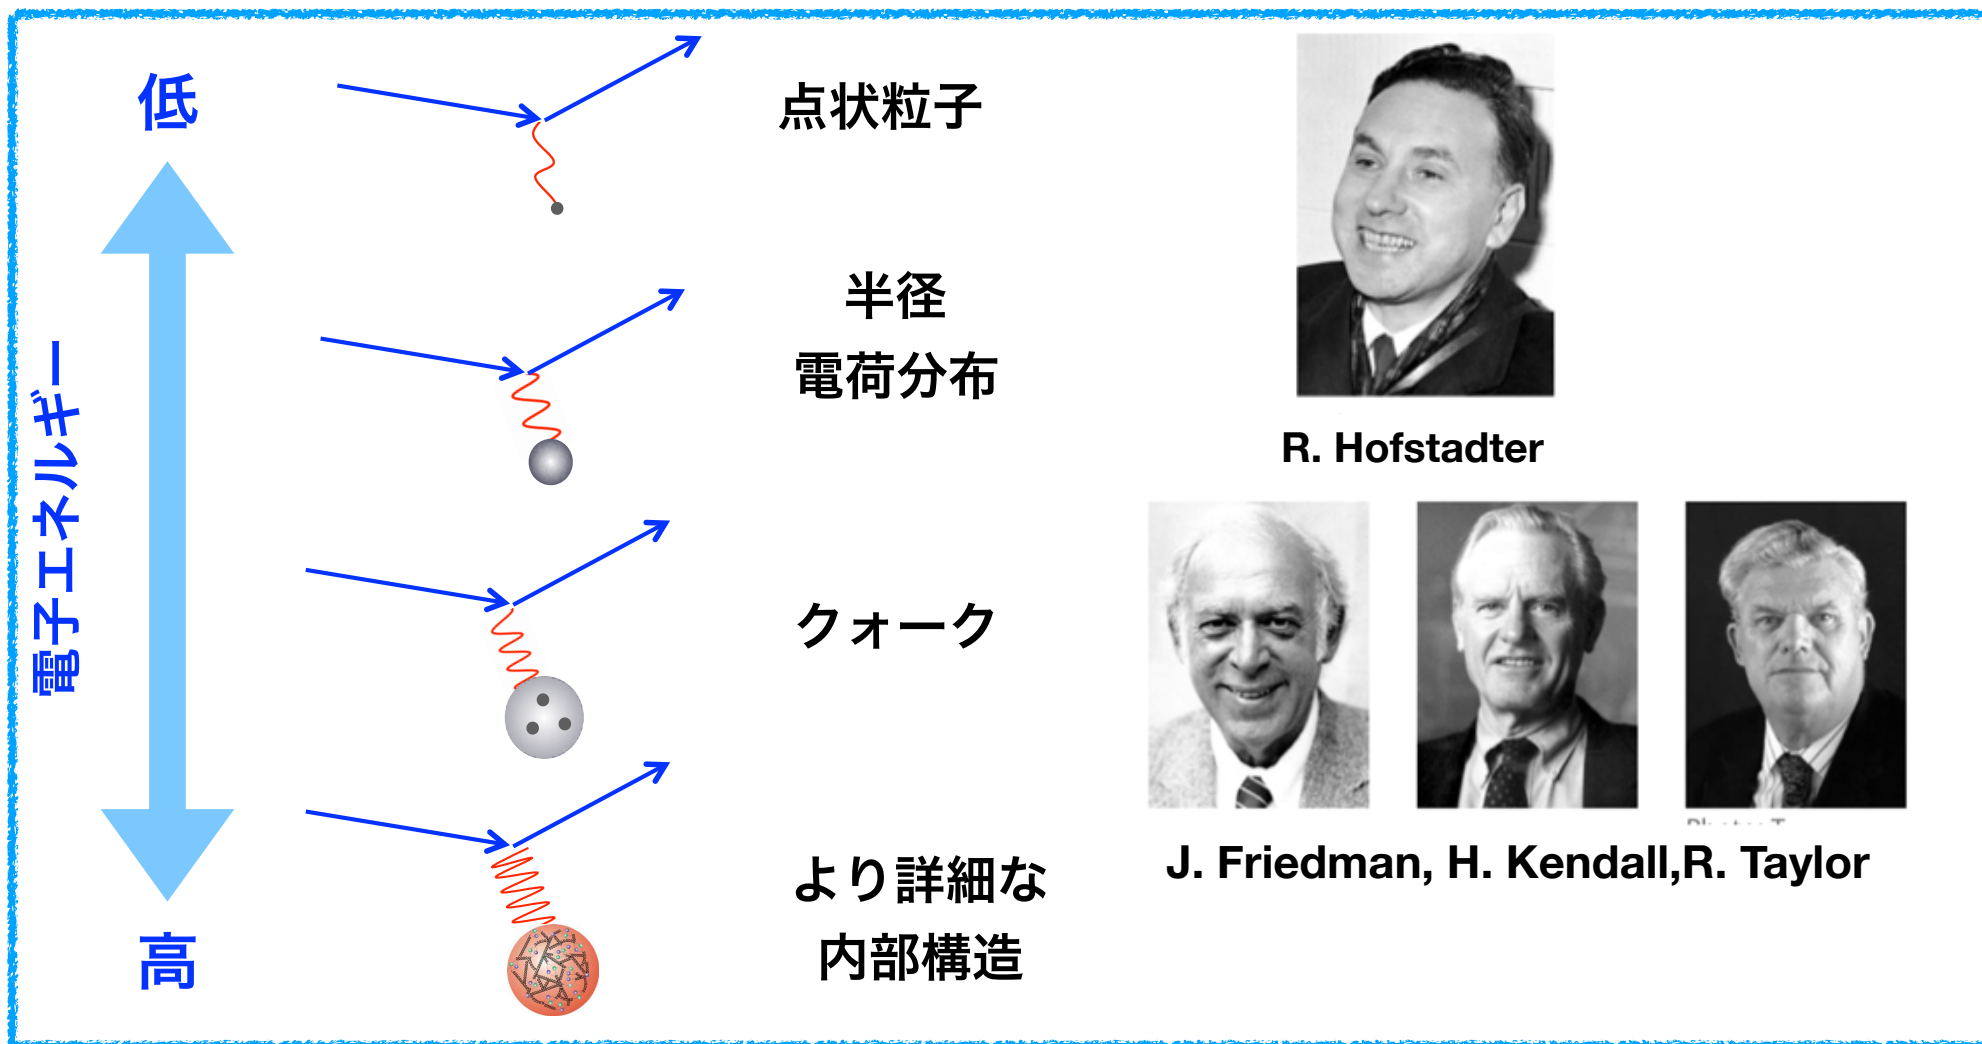 低
電子エネルギー
高
点状粒子
半径
電荷分布
クォーク
より詳細な
内部構造
R. Hofstadter
J. Friedman, H. Kendall,R. Taylor